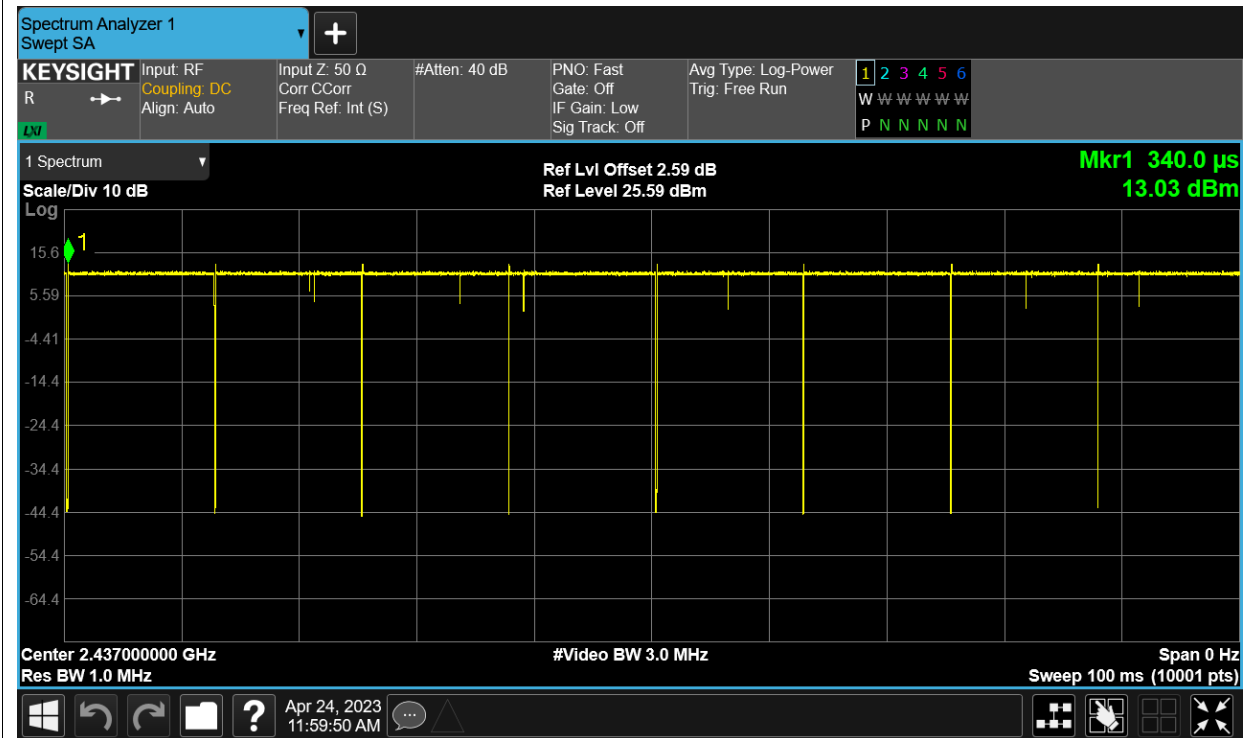 Spectrum Analyzer 1
Swept SA
KEYSIGHT
R
LXI
Input: RF
Coupling: DC
Align: Auto
Input Z: 50 Ω
Corr CCorr
Freq Ref: Int (S)
#Atten: 40 dB
PNO: Fast
Gate: Off
IF Gain: Low
Sig Track: Off
Avg Type: Log-Power
Trig: Free Run
1 2 3 4 5 6
W W W W W W
P N N N N N
1 Spectrum
Scale/Div 10 dB
Ref Lvl Offset 2.59 dB
Ref Level 25.59 dBm
Mkr1 340.0 µs
13.03 dBm
Log
1
15.6
5.59
-4.41
-14.4
-24.4
-34.4
-44.4
-54.4
-64.4
Center 2.437000000 GHz
Res BW 1.0 MHz
#Video BW 3.0 MHz
Span 0 Hz
Sweep 100 ms (10001 pts)
?
Apr 24, 2023
11:59:50 AM